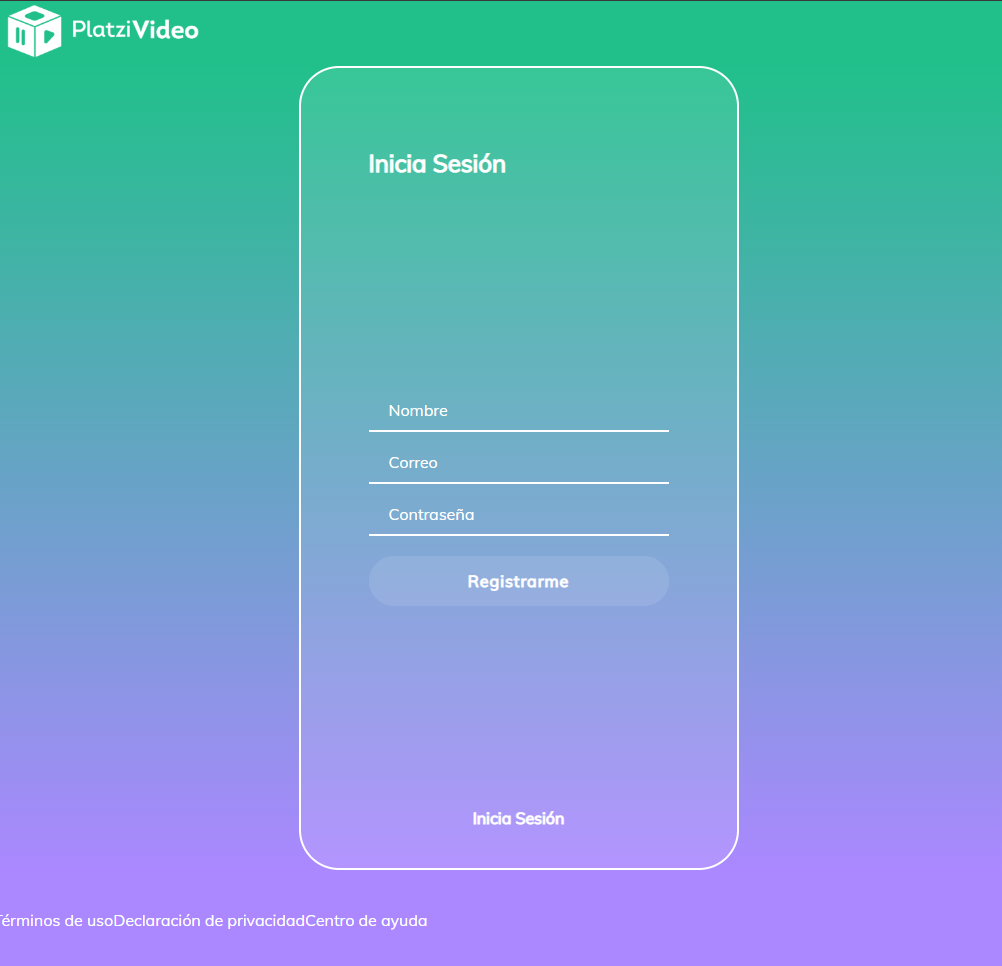 PlatziVideo
Inicia Sesión
Nombre
Correo
Contraseña
Registrarme
Inicia Sesión
Términos de usoDeclaración de privacidadCentro de ayuda